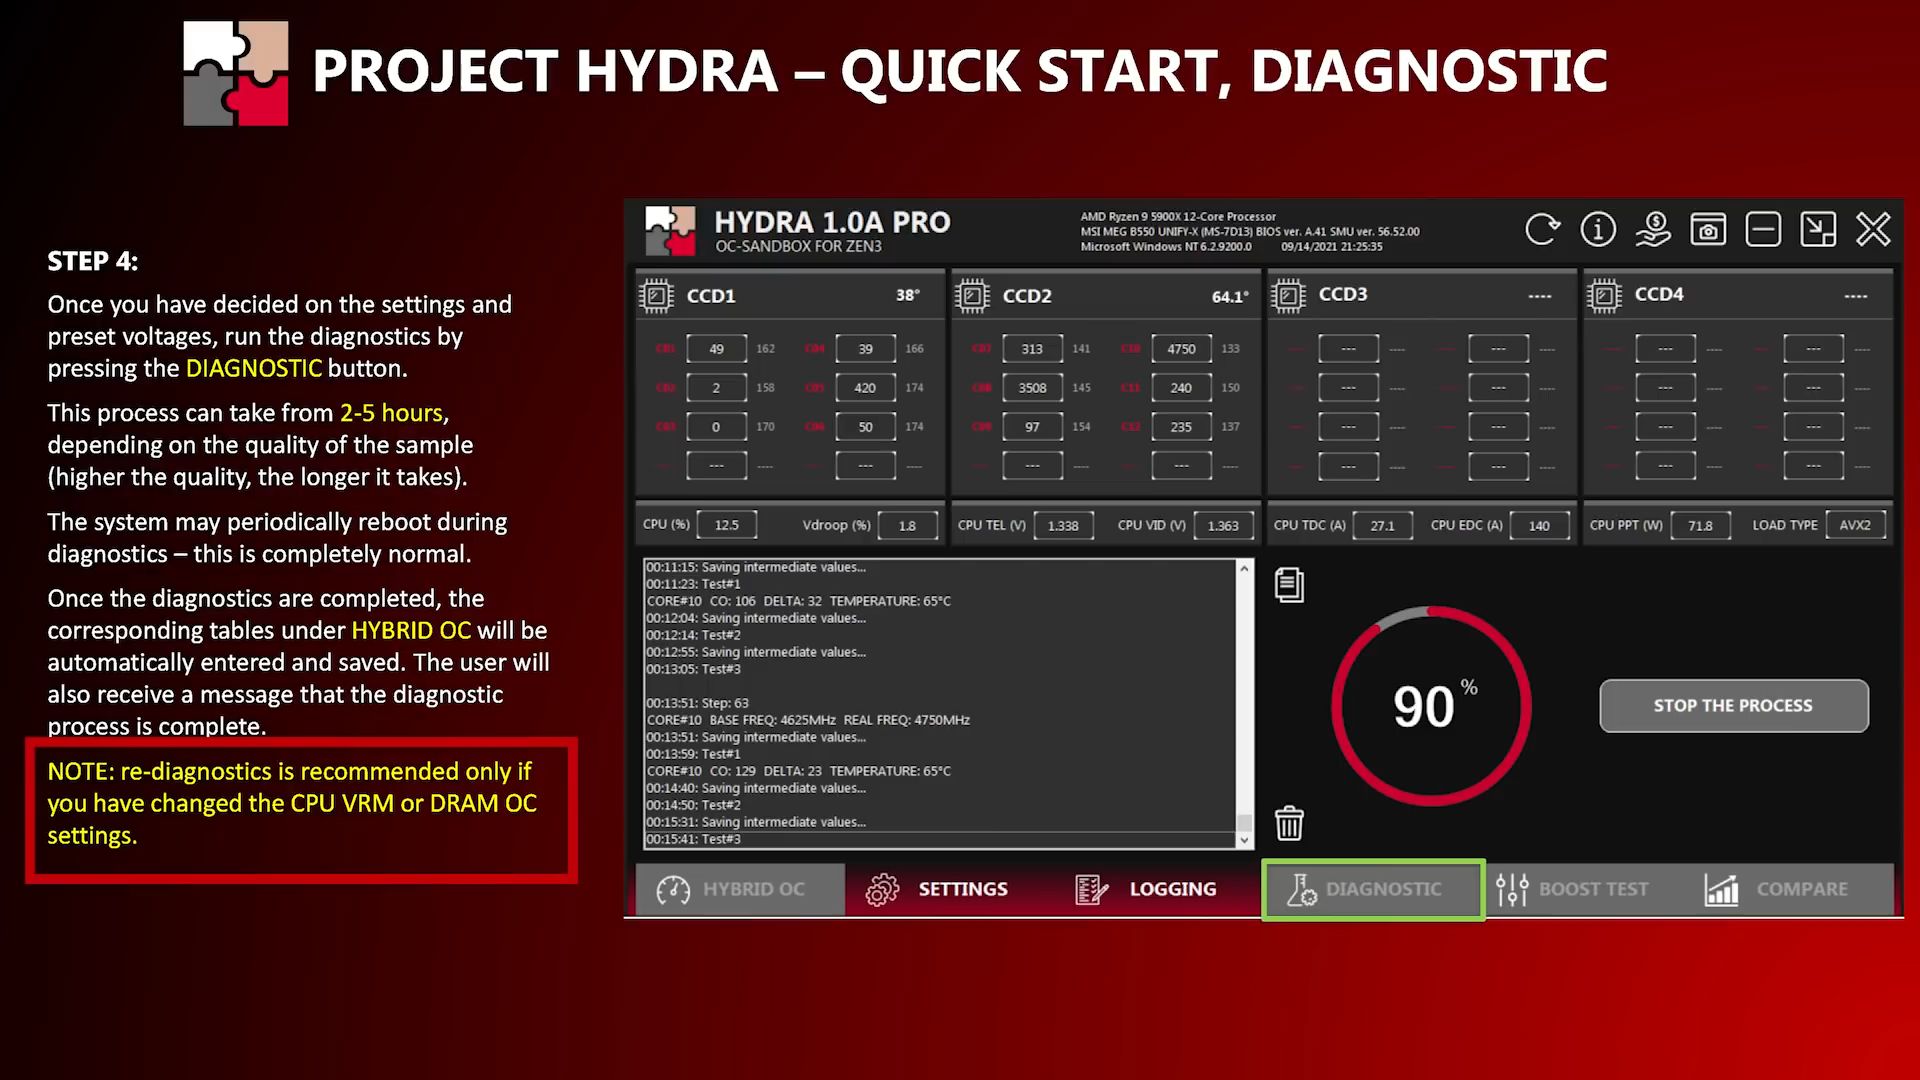 PROJECT HYDRA – QUICK START, DIAGNOSTIC
STEP 4:
Once you have decided on the settings and
preset voltages, run the diagnostics by
pressing the DIAGNOSTIC button.
This process can take from 2-5 hours,
depending on the quality of the sample
(higher the quality, the longer it takes).
The system may periodically reboot during
diagnostics – this is completely normal.
Once the diagnostics are completed, the
corresponding tables under HYBRID OC will be
automatically entered and saved. The user will
also receive a message that the diagnostic
process is complete.
NOTE: re-diagnostics is recommended only if
you have changed the CPU VRM or DRAM OC
settings.
HYDRA 1.0A PRO
OC-SANDBOX FOR ZEN3
AMD Ryzen 9 5900X 12-Core Processor
MSI MEG B550 UNIFY-X (MS-7D13) BIOS ver. A.41 SMU ver. 56.52.00
Microsoft Windows NT 6.2.9200.0 09/14/2021 21:25:35
CCD1 38°
C01 49 162 C04 39 166
C02 2 158 C05 420 174
C03 0 170 C06 50 174
--- ---- --- ----
CCD2 64.1°
C07 313 141 C10 4750 133
C08 3508 145 C11 240 150
C09 97 154 C12 235 137
--- ---- --- ----
CCD3 ----
--- ---- --- ----
--- ---- --- ----
--- ---- --- ----
--- ---- --- ----
CCD4 ----
--- ---- --- ----
--- ---- --- ----
--- ---- --- ----
--- ---- --- ----
CPU (%) 12.5 Vdroop (%) 1.8 CPU TEL (V) 1.338 CPU VID (V) 1.363 CPU TDC (A) 27.1 CPU EDC (A) 140 CPU PPT (W) 71.8 LOAD TYPE AVX2
00:11:15: Saving intermediate values...
00:11:23: Test#1
CORE#10 CO: 106 DELTA: 32 TEMPERATURE: 65°C
00:12:04: Saving intermediate values...
00:12:14: Test#2
00:12:55: Saving intermediate values...
00:13:05: Test#3
00:13:51: Step: 63
CORE#10 BASE FREQ: 4625MHz REAL FREQ: 4750MHz
00:13:51: Saving intermediate values...
00:13:59: Test#1
CORE#10 CO: 129 DELTA: 23 TEMPERATURE: 65°C
00:14:40: Saving intermediate values...
00:14:50: Test#2
00:15:31: Saving intermediate values...
00:15:41: Test#3
90 %
STOP THE PROCESS
HYBRID OC SETTINGS LOGGING DIAGNOSTIC BOOST TEST COMPARE